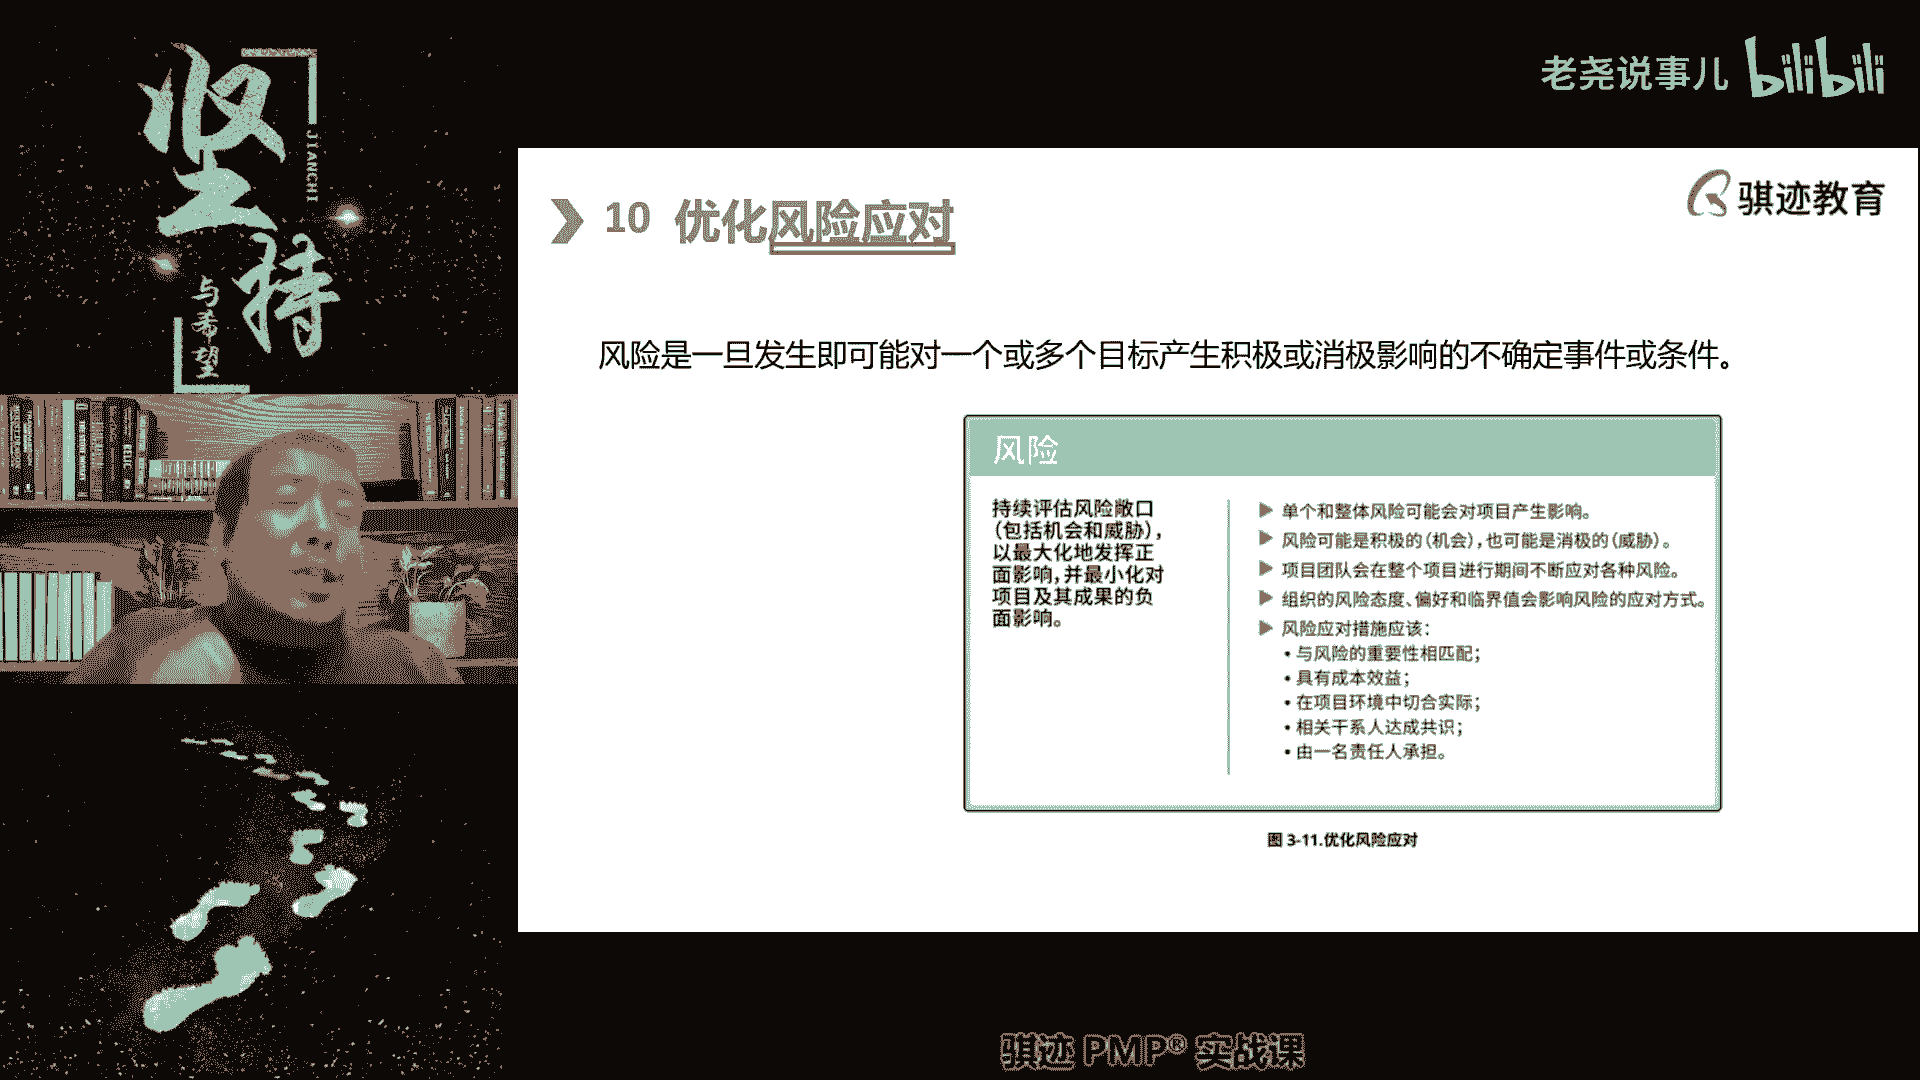 坚持
JIANCHI
与希望
老尧说事儿 bilibili
骐迹教育
10 优化风险应对
风险是一旦发生即可能对一个或多个目标产生积极或消极影响的不确定事件或条件。
风险
持续评估风险敞口
（包括机会和威胁），
以最大化地发挥正
面影响，并最小化对
项目及其成果的负
面影响。
单个和整体风险可能会对项目产生影响。
风险可能是积极的（机会），也可能是消极的（威胁）。
项目团队会在整个项目进行期间不断应对各种风险。
组织的风险态度、偏好和临界值会影响风险的应对方式。
风险应对措施应该：
• 与风险的重要性相匹配；
• 具有成本效益；
• 在项目环境中切合实际；
• 相关干系人达成共识；
• 由一名责任人承担。
图 3-11.优化风险应对
骐迹 PMP® 实战课